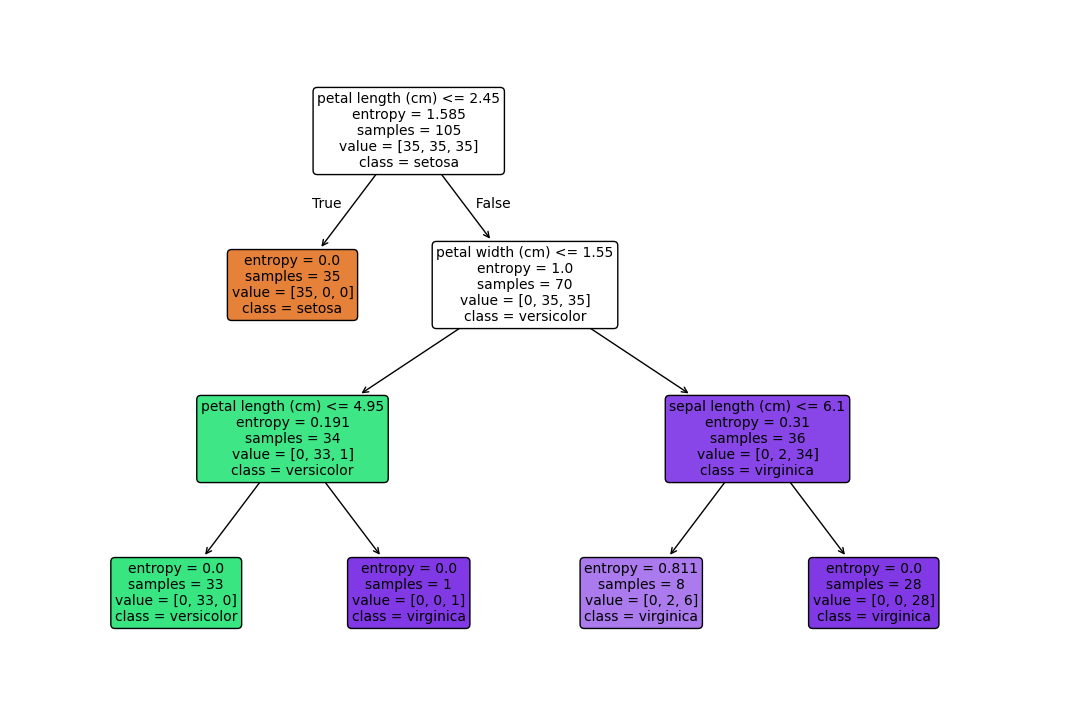 petal length (cm) <= 2.45
entropy = 1.585
samples = 105
value = [35, 35, 35]
class = setosa
True
False
entropy = 0.0
samples = 35
value = [35, 0, 0]
class = setosa
petal width (cm) <= 1.55
entropy = 1.0
samples = 70
value = [0, 35, 35]
class = versicolor
petal length (cm) <= 4.95
entropy = 0.191
samples = 34
value = [0, 33, 1]
class = versicolor
sepal length (cm) <= 6.1
entropy = 0.31
samples = 36
value = [0, 2, 34]
class = virginica
entropy = 0.0
samples = 33
value = [0, 33, 0]
class = versicolor
entropy = 0.0
samples = 1
value = [0, 0, 1]
class = virginica
entropy = 0.811
samples = 8
value = [0, 2, 6]
class = virginica
entropy = 0.0
samples = 28
value = [0, 0, 28]
class = virginica